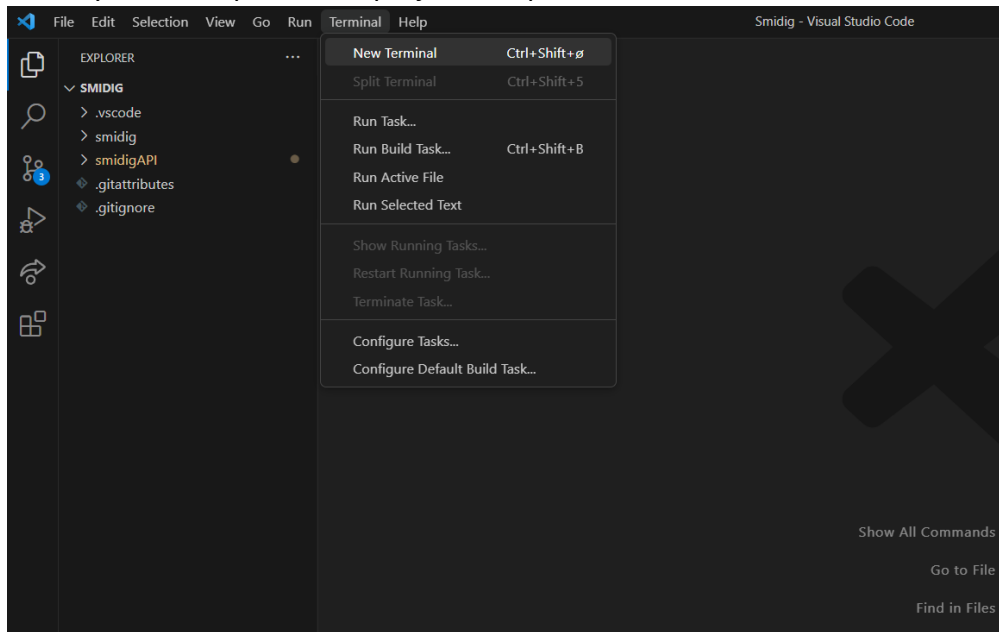 File Edit Selection View Go Run Terminal Help Smidig - Visual Studio Code
EXPLORER ...
SMIDIG
.vscode
smidig
smidigAPI
.gitattributes
.gitignore
3
New Terminal Ctrl+Shift+ø
Split Terminal Ctrl+Shift+5
Run Task...
Run Build Task... Ctrl+Shift+B
Run Active File
Run Selected Text
Show Running Tasks...
Restart Running Task...
Terminate Task...
Configure Tasks...
Configure Default Build Task...
Show All Commands
Go to File
Find in Files